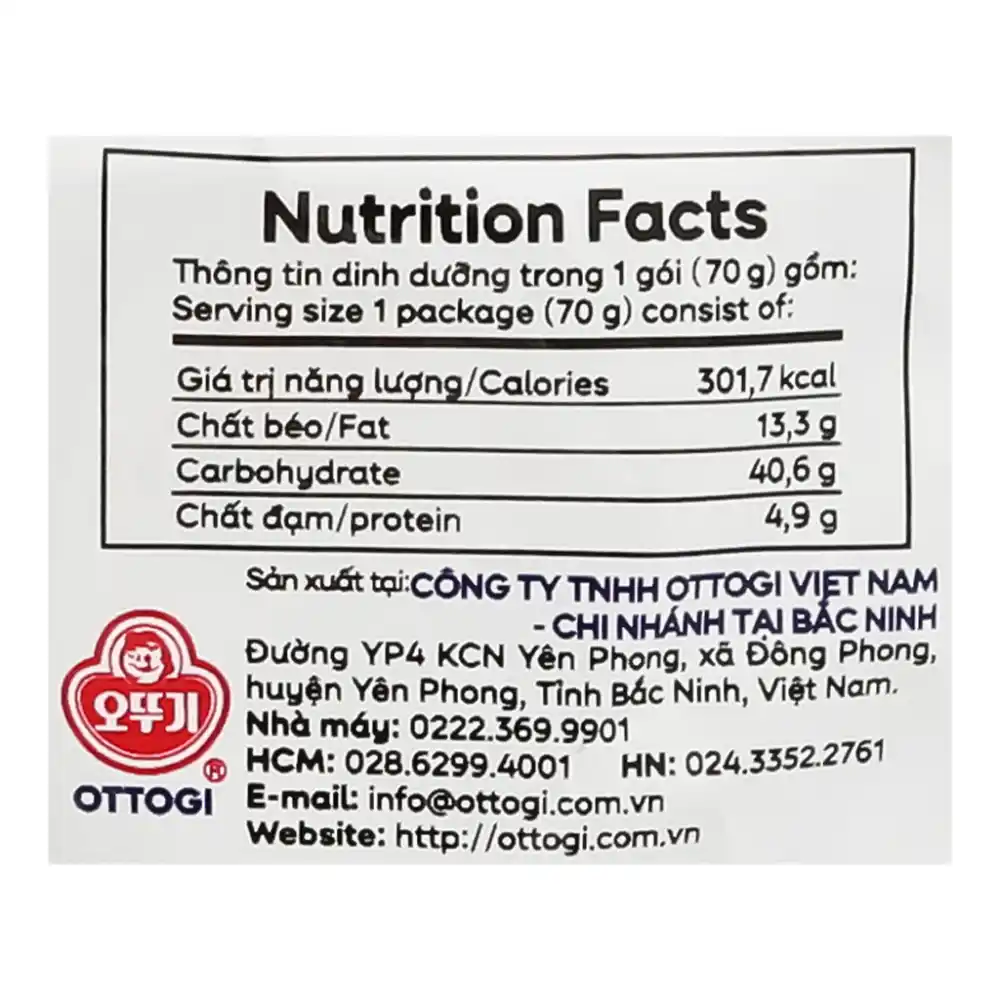 Nutrition Facts
Thông tin dinh dưỡng trong 1 gói (70 g) gồm:
Serving size 1 package (70 g) consist of:
Giá trị năng lượng/Calories 301,7 kcal
Chất béo/Fat 13,3 g
Carbohydrate 40,6 g
Chất đạm/protein 4,9 g
Sản xuất tại:CÔNG TY TNHH OTTOGI VIỆT NAM
- CHI NHÁNH TẠI BẮC NINH
Đường YP4 KCN Yên Phong, xã Đông Phong,
huyện Yên Phong, Tỉnh Bắc Ninh, Việt Nam.
Nhà máy: 0222.369.9901
HCM: 028.6299.4001 HN: 024.3352.2761
E-mail: info@ottogi.com.vn
Website: http://ottogi.com.vn
오뚜기
®
OTTOGI